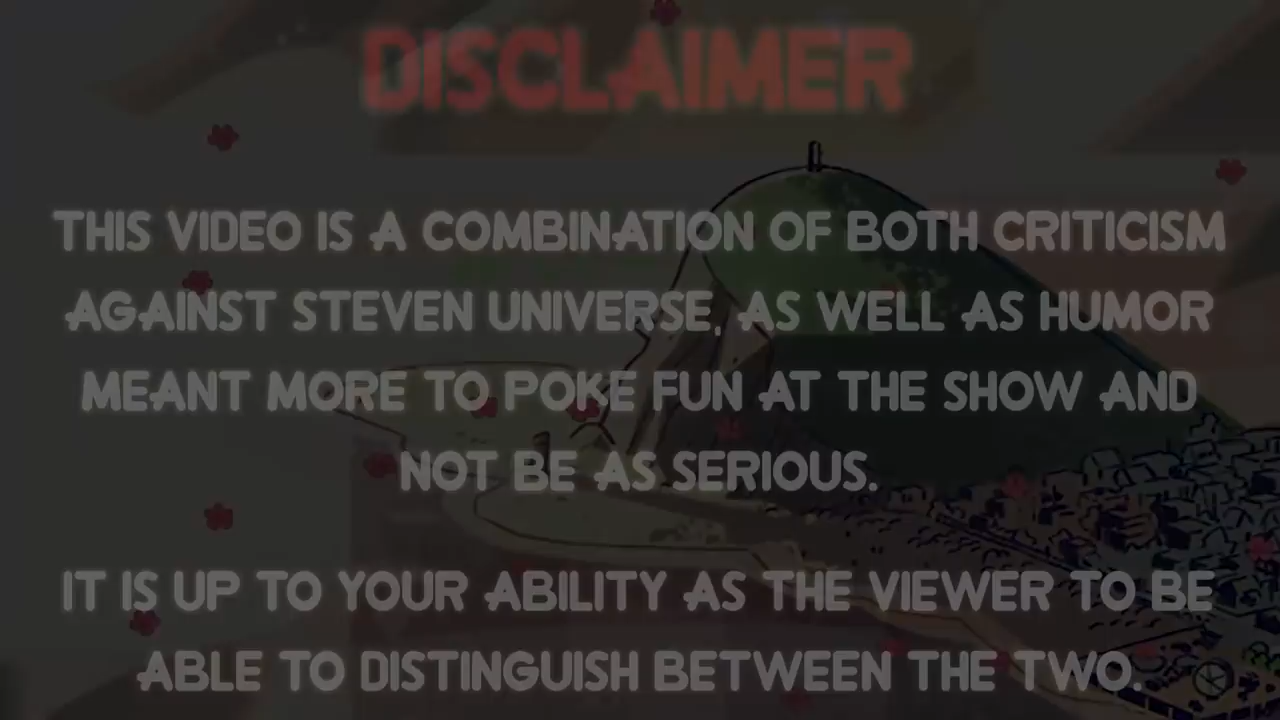 DISCLAIMER
THIS VIDEO IS A COMBINATION OF BOTH CRITICISM
AGAINST STEVEN UNIVERSE, AS WELL AS HUMOR
MEANT MORE TO POKE FUN AT THE SHOW AND
NOT BE AS SERIOUS.
IT IS UP TO YOUR ABILITY AS THE VIEWER TO BE
ABLE TO DISTINGUISH BETWEEN THE TWO.